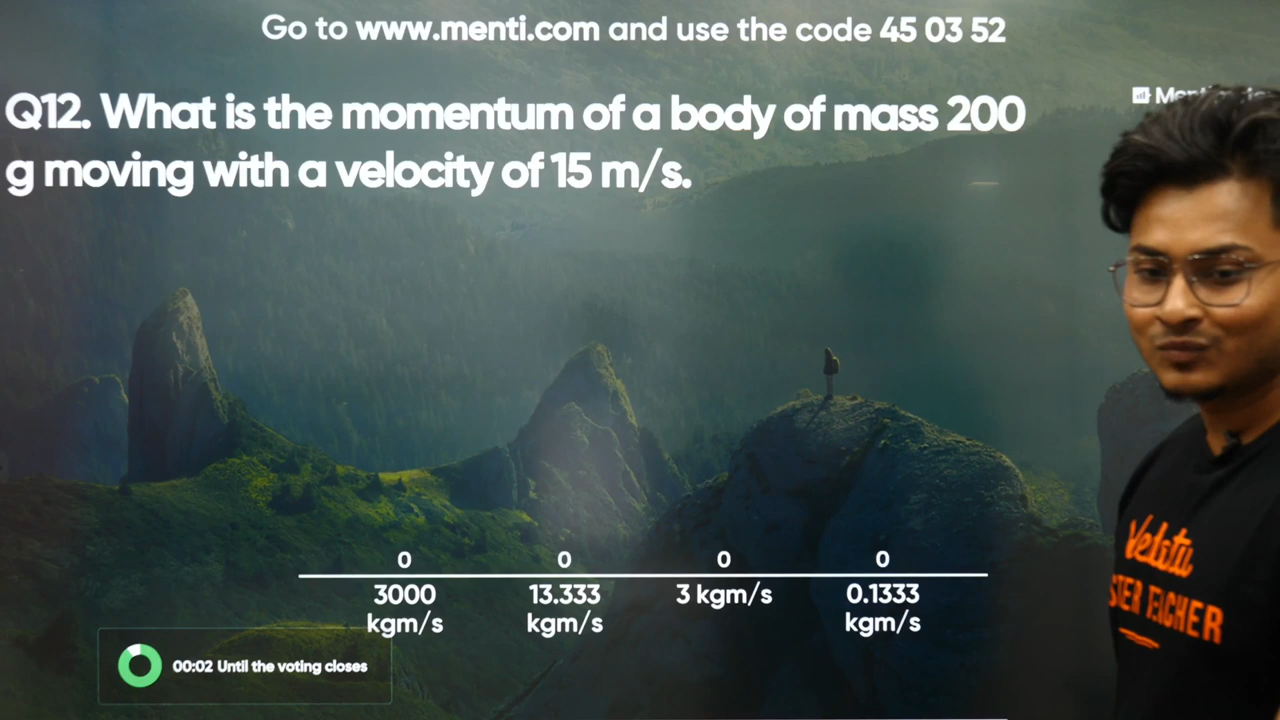 Go to www.menti.com and use the code 45 03 52
Q12. What is the momentum of a body of mass 200
g moving with a velocity of 15 m/s.
0
0
0
0
3000
kgm/s
13.333
kgm/s
3 kgm/s
0.1333
kgm/s
00:02 Until the voting closes